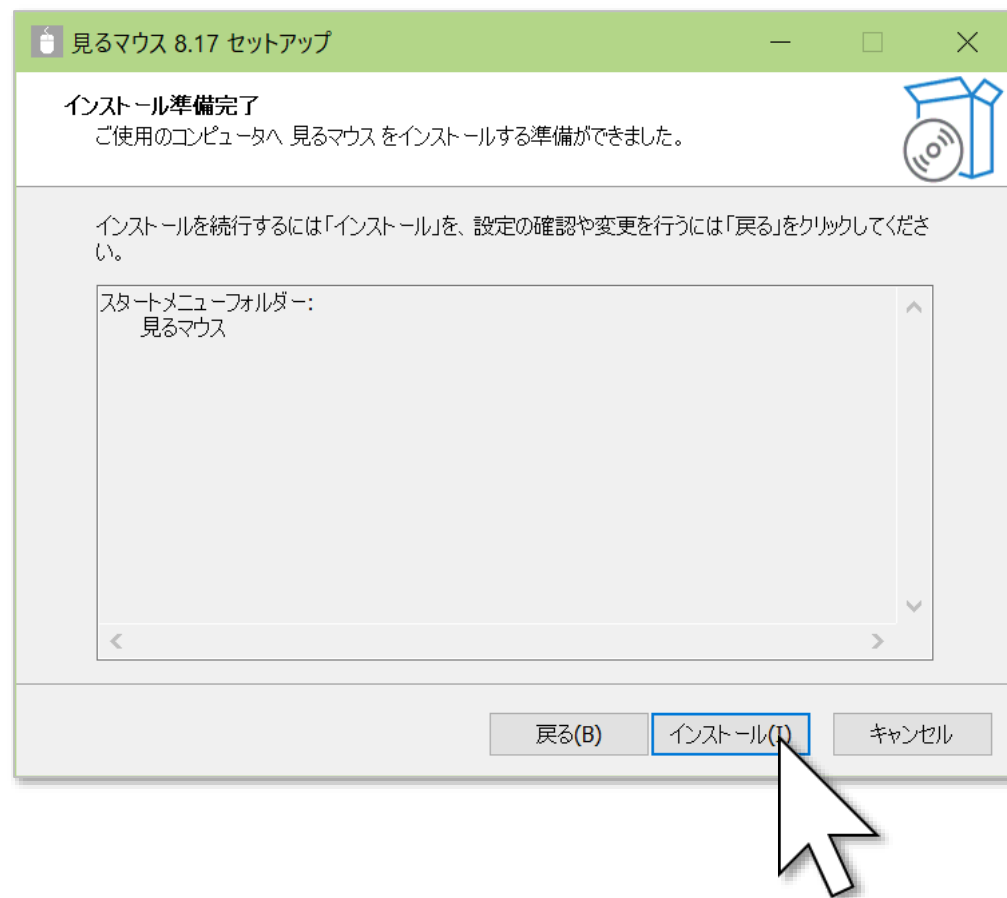 見るマウス 8.17 セットアップ
インストール準備完了
ご使用のコンピュータへ 見るマウス をインストールする準備ができました。
インストールを続行するには「インストール」を、設定の確認や変更を行うには「戻る」をクリックしてくださ
い。
スタートメニューフォルダー:
見るマウス
戻る(B) インストール(I) キャンセル